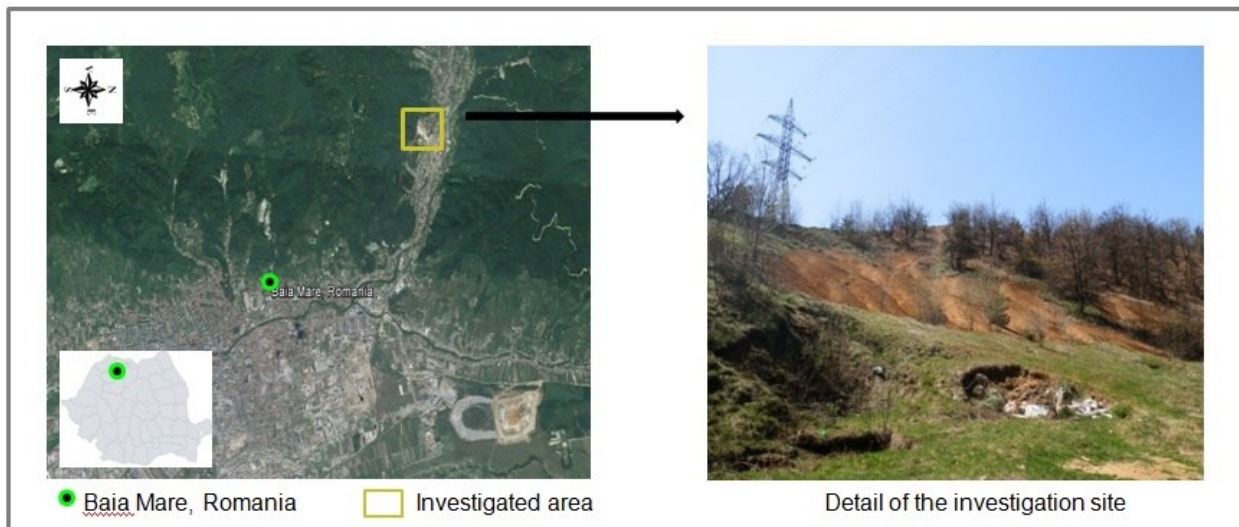 V
S
N
E
Baia Mare, Romania
Baia Mare, Romania
Investigated area
Detail of the investigation site